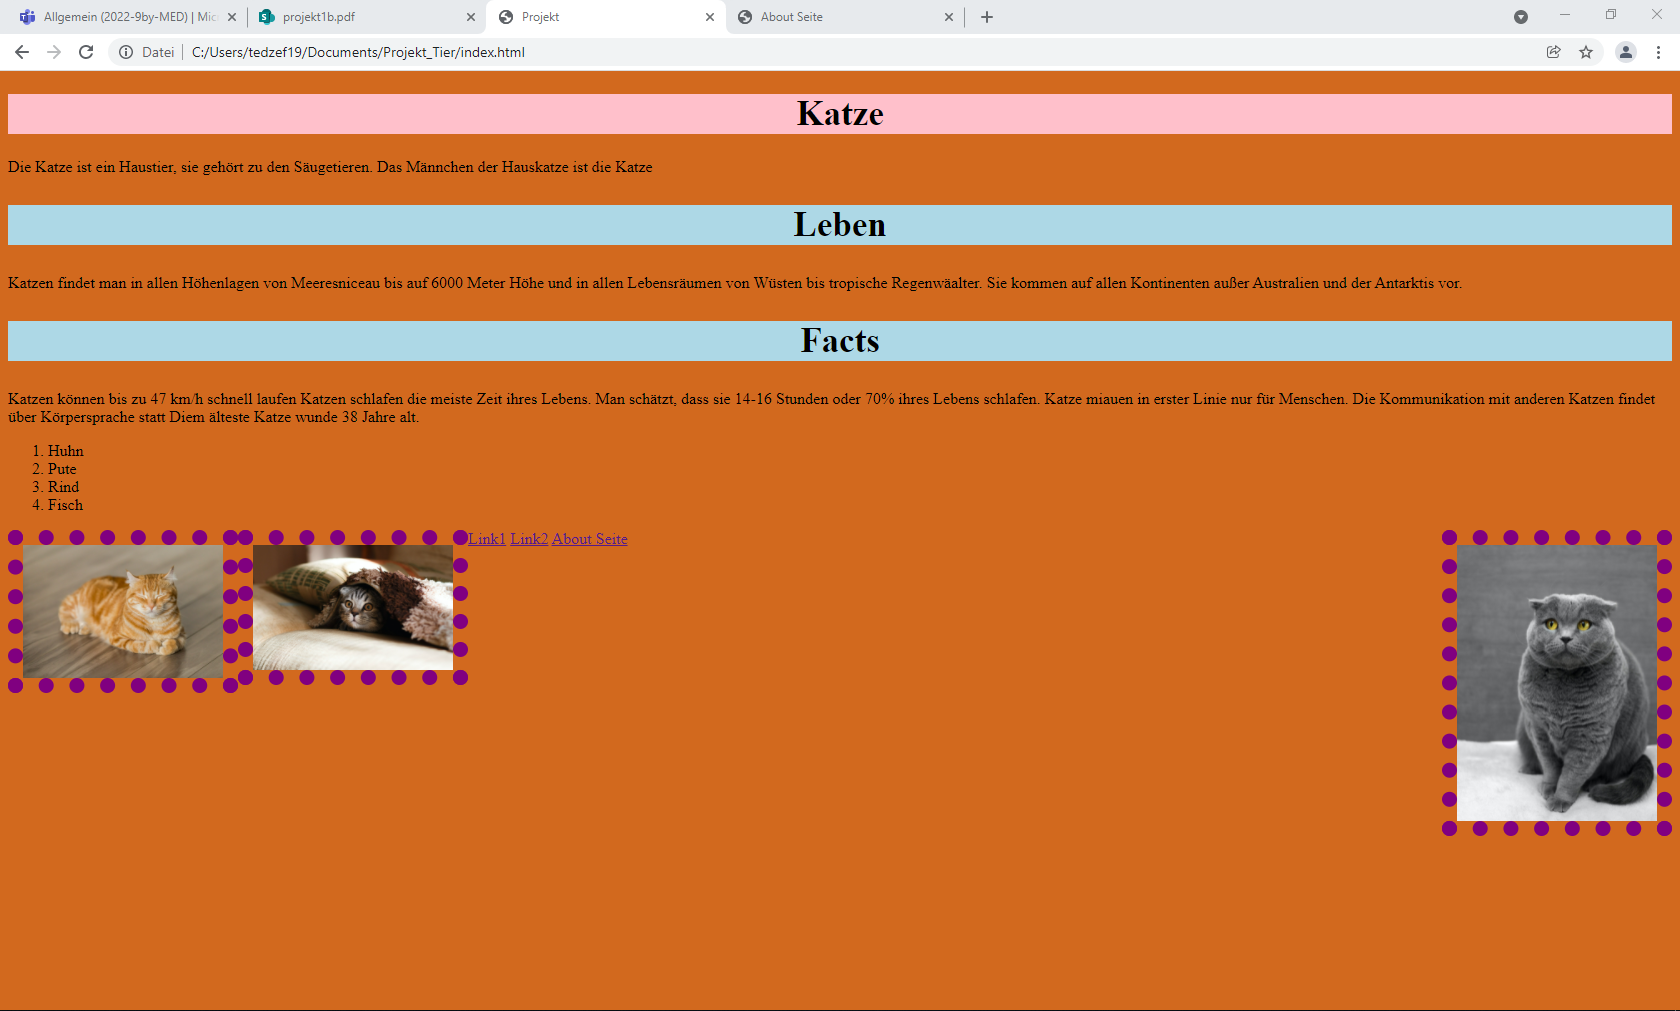 Allgemein (2022-9by-MED) | Mic
projekt1b.pdf
Projekt
About Seite
Datei
C:/Users/tedzef19/Documents/Projekt_Tier/index.html
Katze
Die Katze ist ein Haustier, sie gehört zu den Säugetieren. Das Männchen der Hauskatze ist die Katze
Leben
Katzen findet man in allen Höhenlagen von Meeresniceau bis auf 6000 Meter Höhe und in allen Lebensräumen von Wüsten bis tropische Regenwäalter. Sie kommen auf allen Kontinenten außer Australien und der Antarktis vor.
Facts
Katzen können bis zu 47 km/h schnell laufen Katzen schlafen die meiste Zeit ihres Lebens. Man schätzt, dass sie 14-16 Stunden oder 70% ihres Lebens schlafen. Katze miauen in erster Linie nur für Menschen. Die Kommunikation mit anderen Katzen findet
über Körpersprache statt Diem älteste Katze wunde 38 Jahre alt.
1. Huhn
2. Pute
3. Rind
4. Fisch
Link1 Link2 About Seite